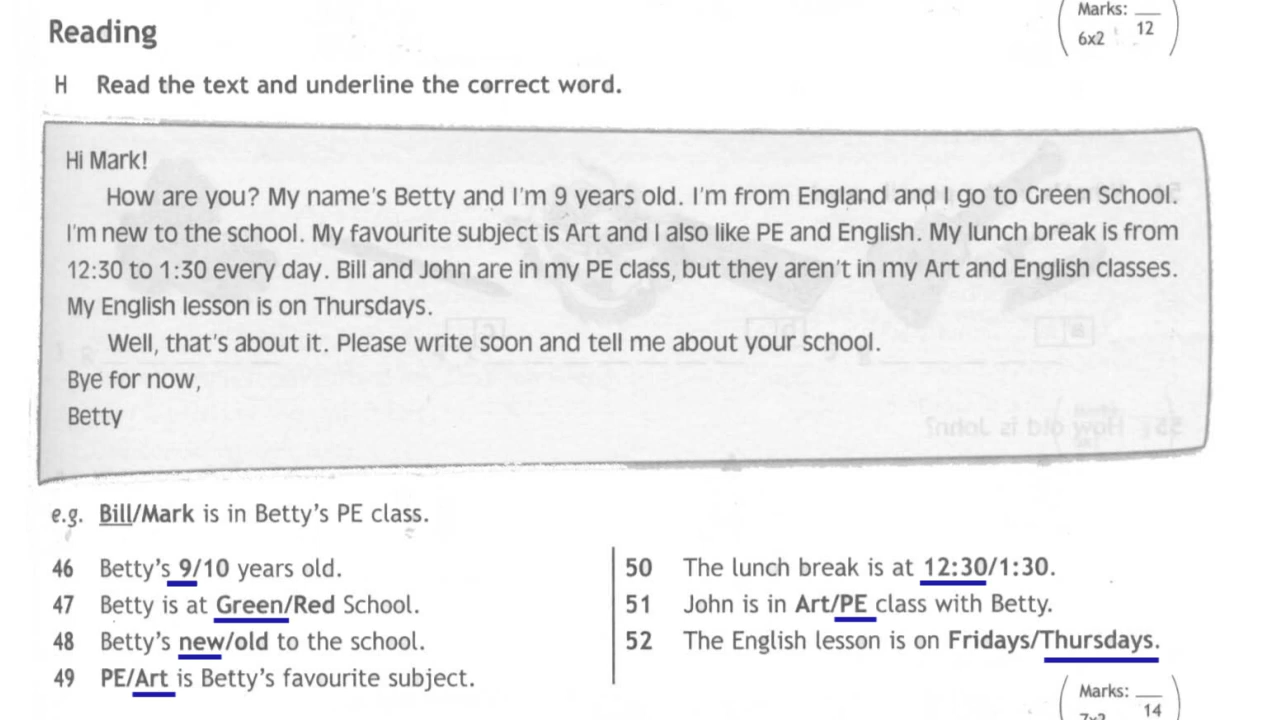 Reading
Marks: ___
6x2 12
H Read the text and underline the correct word.
Hi Mark!
How are you? My name's Betty and I'm 9 years old. I'm from England and I go to Green School.
I'm new to the school. My favourite subject is Art and I also like PE and English. My lunch break is from
12:30 to 1:30 every day. Bill and John are in my PE class, but they aren't in my Art and English classes.
My English lesson is on Thursdays.
Well, that's about it. Please write soon and tell me about your school.
Bye for now,
Betty
e.g. Bill/Mark is in Betty's PE class.
46 Betty's 9/10 years old.
47 Betty is at Green/Red School.
48 Betty's new/old to the school.
49 PE/Art is Betty's favourite subject.
50 The lunch break is at 12:30/1:30.
51 John is in Art/PE class with Betty.
52 The English lesson is on Fridays/Thursdays.
Marks: ___
14